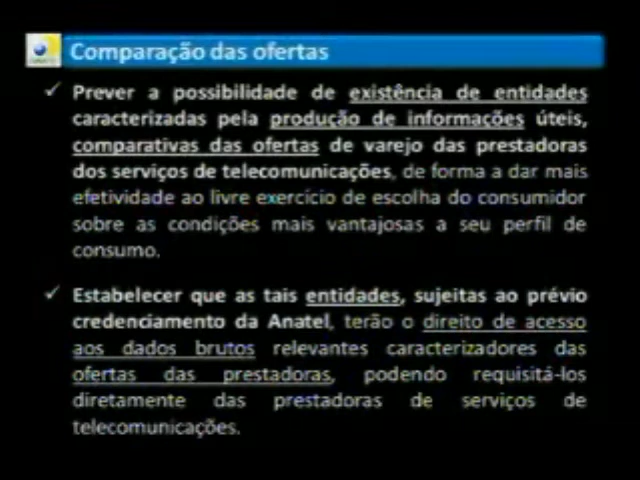 Comparação das ofertas
✓ Prever a possibilidade de existência de entidades
caracterizadas pela produção de informações úteis,
comparativas das ofertas de varejo das prestadoras
dos serviços de telecomunicações, de forma a dar mais
efetividade ao livre exercício de escolha do consumidor
sobre as condições mais vantajosas a seu perfil de
consumo.
✓ Estabelecer que as tais entidades, sujeitas ao prévio
credenciamento da Anatel, terão o direito de acesso
aos dados brutos relevantes caracterizadores das
ofertas das prestadoras, podendo requisitá-los
diretamente das prestadoras de serviços de
telecomunicações.